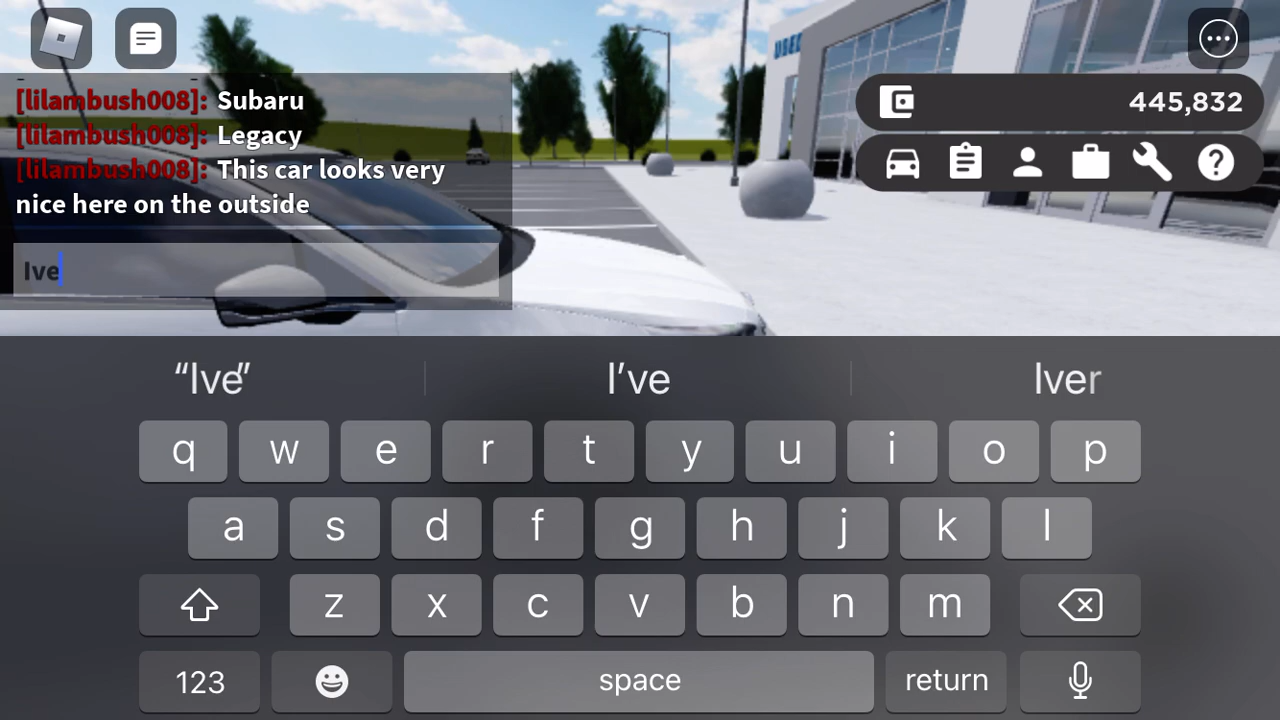 [lilambush008]: Subaru
[lilambush008]: Legacy
[lilambush008]: This car looks very
nice here on the outside
Ive
445,832
“Ive”
I’ve
Iver
q w e r t y u i o p
a s d f g h j k l
z x c v b n m
123
space
return